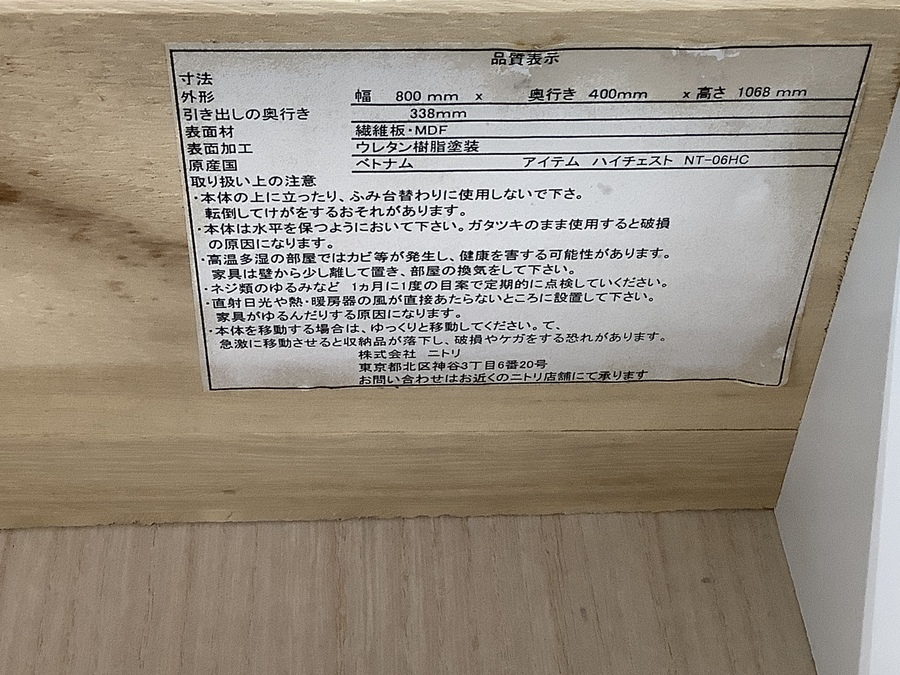 品質表示
寸法
外形 幅 800 mm x 奥行き 400mm x 高さ 1068 mm
引き出しの奥行き 338mm
表面材 繊維板・MDF
表面加工 ウレタン樹脂塗装
原産国 ベトナム アイテム ハイチェスト NT-06HC
取り扱い上の注意
・本体の上に立ったり、ふみ台替わりに使用しないで下さ。
転倒してけがをするおそれがあります。
・本体は水平を保つようにおいて下さい。ガタツキのまま使用すると破損
の原因になります。
・高温多湿の部屋ではカビ等が発生し、健康を害する可能性があります。
家具は壁から少し離して置き、部屋の換気をして下さい。
・ネジ類のゆるみなど 1ヵ月に1度の目案で定期的に点検していください。
・直射日光や熱・暖房器の風が直接あたらないところに設置して下さい。
家具がゆるんだりする原因になります。
・本体を移動する場合は、ゆっくりと移動してください。て、
急激に移動させると収納品が落下し、破損やケガをする恐れがあります。
株式会社 ニトリ
東京都北区神谷3丁目6番20号
お問い合わせはお近くのニトリ店舗にて承ります